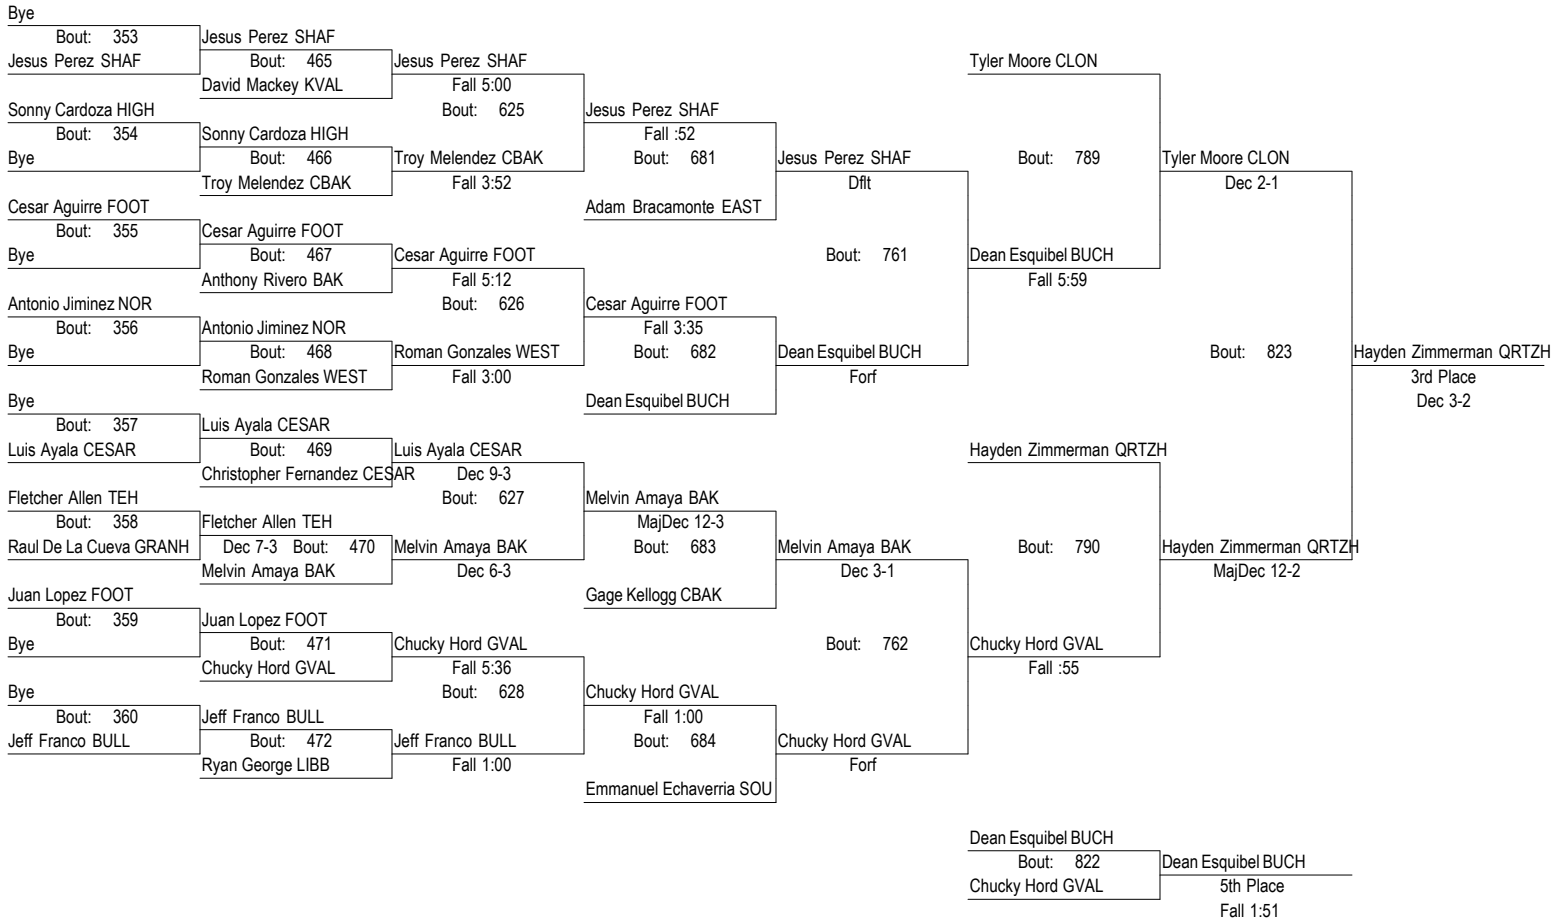 Bye
Bout: 353
Jesus Perez SHAF
Sonny Cardoza HIGH
Bout: 354
Bye
Cesar Aguirre FOOT
Bout: 355
Bye
Antonio Jiminez NOR
Bout: 356
Bye
Bye
Bout: 357
Luis Ayala CESAR
Fletcher Allen TEH
Bout: 358
Raul De La Cueva GRANH
Juan Lopez FOOT
Bout: 359
Bye
Bye
Bout: 360
Jeff Franco BULL
Jesus Perez SHAF
Bout: 465
David Mackey KVAL
Sonny Cardoza HIGH
Bout: 466
Troy Melendez CBAK
Cesar Aguirre FOOT
Bout: 467
Anthony Rivero BAK
Antonio Jiminez NOR
Bout: 468
Roman Gonzales WEST
Luis Ayala CESAR
Bout: 469
Christopher Fernandez CESAR
Fletcher Allen TEH
Dec 7-3 Bout: 470
Melvin Amaya BAK
Juan Lopez FOOT
Bout: 471
Chucky Hord GVAL
Jeff Franco BULL
Bout: 472
Ryan George LIBB
Jesus Perez SHAF
Fall 5:00
Bout: 625
Troy Melendez CBAK
Fall 3:52
Cesar Aguirre FOOT
Fall 5:12
Bout: 626
Roman Gonzales WEST
Fall 3:00
Luis Ayala CESAR
Dec 9-3
Bout: 627
Melvin Amaya BAK
Dec 6-3
Chucky Hord GVAL
Fall 5:36
Bout: 628
Jeff Franco BULL
Fall 1:00
Jesus Perez SHAF
Fall :52
Bout: 681
Adam Bracamonte EAST
Cesar Aguirre FOOT
Fall 3:35
Bout: 682
Dean Esquibel BUCH
Melvin Amaya BAK
MajDec 12-3
Bout: 683
Gage Kellogg CBAK
Chucky Hord GVAL
Fall 1:00
Bout: 684
Emmanuel Echaverria SOU
Jesus Perez SHAF
Dflt
Bout: 761
Dean Esquibel BUCH
Forf
Melvin Amaya BAK
Dec 3-1
Bout: 762
Chucky Hord GVAL
Forf
Tyler Moore CLON
Bout: 789
Dean Esquibel BUCH
Fall 5:59
Hayden Zimmerman QRTZH
Bout: 790
Chucky Hord GVAL
Fall :55
Tyler Moore CLON
Dec 2-1
Bout: 823
Hayden Zimmerman QRTZH
MajDec 12-2
Hayden Zimmerman QRTZH
3rd Place
Dec 3-2
Dean Esquibel BUCH
Bout: 822
Chucky Hord GVAL
Dean Esquibel BUCH
5th Place
Fall 1:51